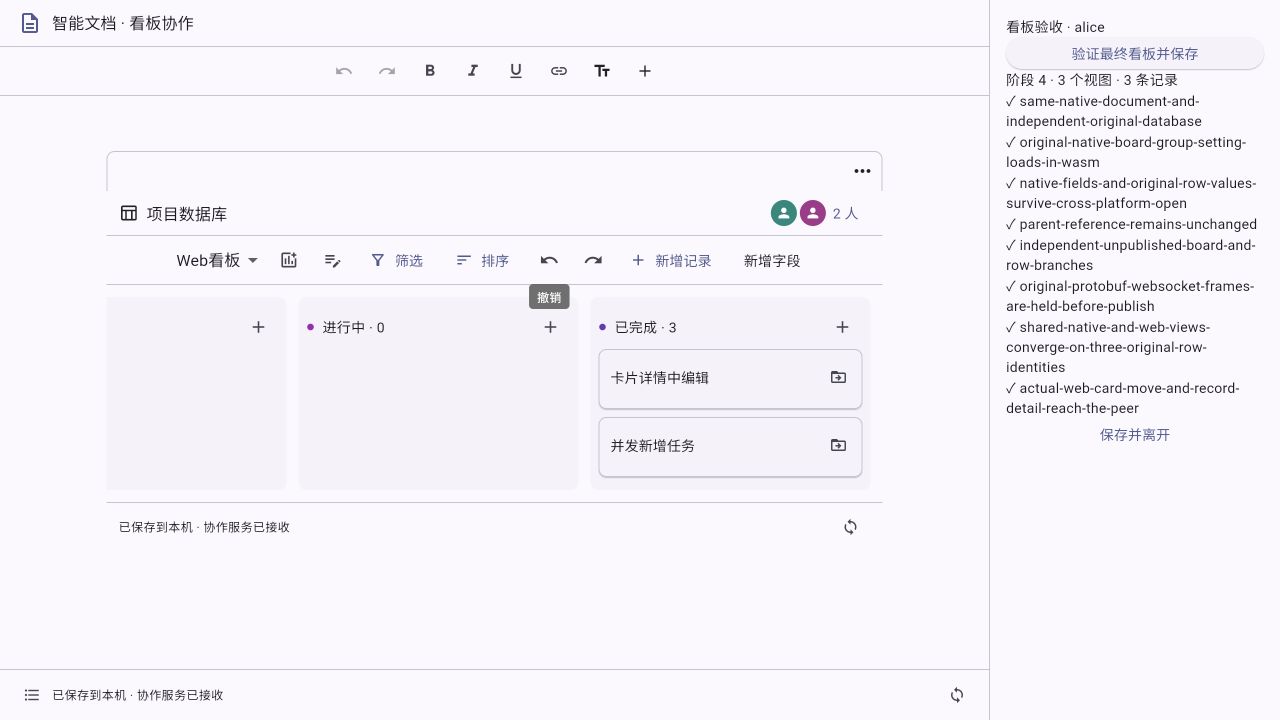 智能文档 · 看板协作
B I U Tт
项目数据库
2 人
Web看板 筛选 排序 新增记录 新增字段
撤销
进行中 · 0
已完成 · 3
卡片详情中编辑
并发新增任务
已保存到本机 · 协作服务已接收
已保存到本机 · 协作服务已接收
看板验收 · alice
验证最终看板并保存
阶段 4 · 3 个视图 · 3 条记录
✓ same-native-document-and-
independent-original-database
✓ original-native-board-group-setting-
loads-in-wasm
✓ native-fields-and-original-row-values-
survive-cross-platform-open
✓ parent-reference-remains-unchanged
✓ independent-unpublished-board-and-
row-branches
✓ original-protobuf-websocket-frames-
are-held-before-publish
✓ shared-native-and-web-views-
converge-on-three-original-row-
identities
✓ actual-web-card-move-and-record-
detail-reach-the-peer
保存并离开